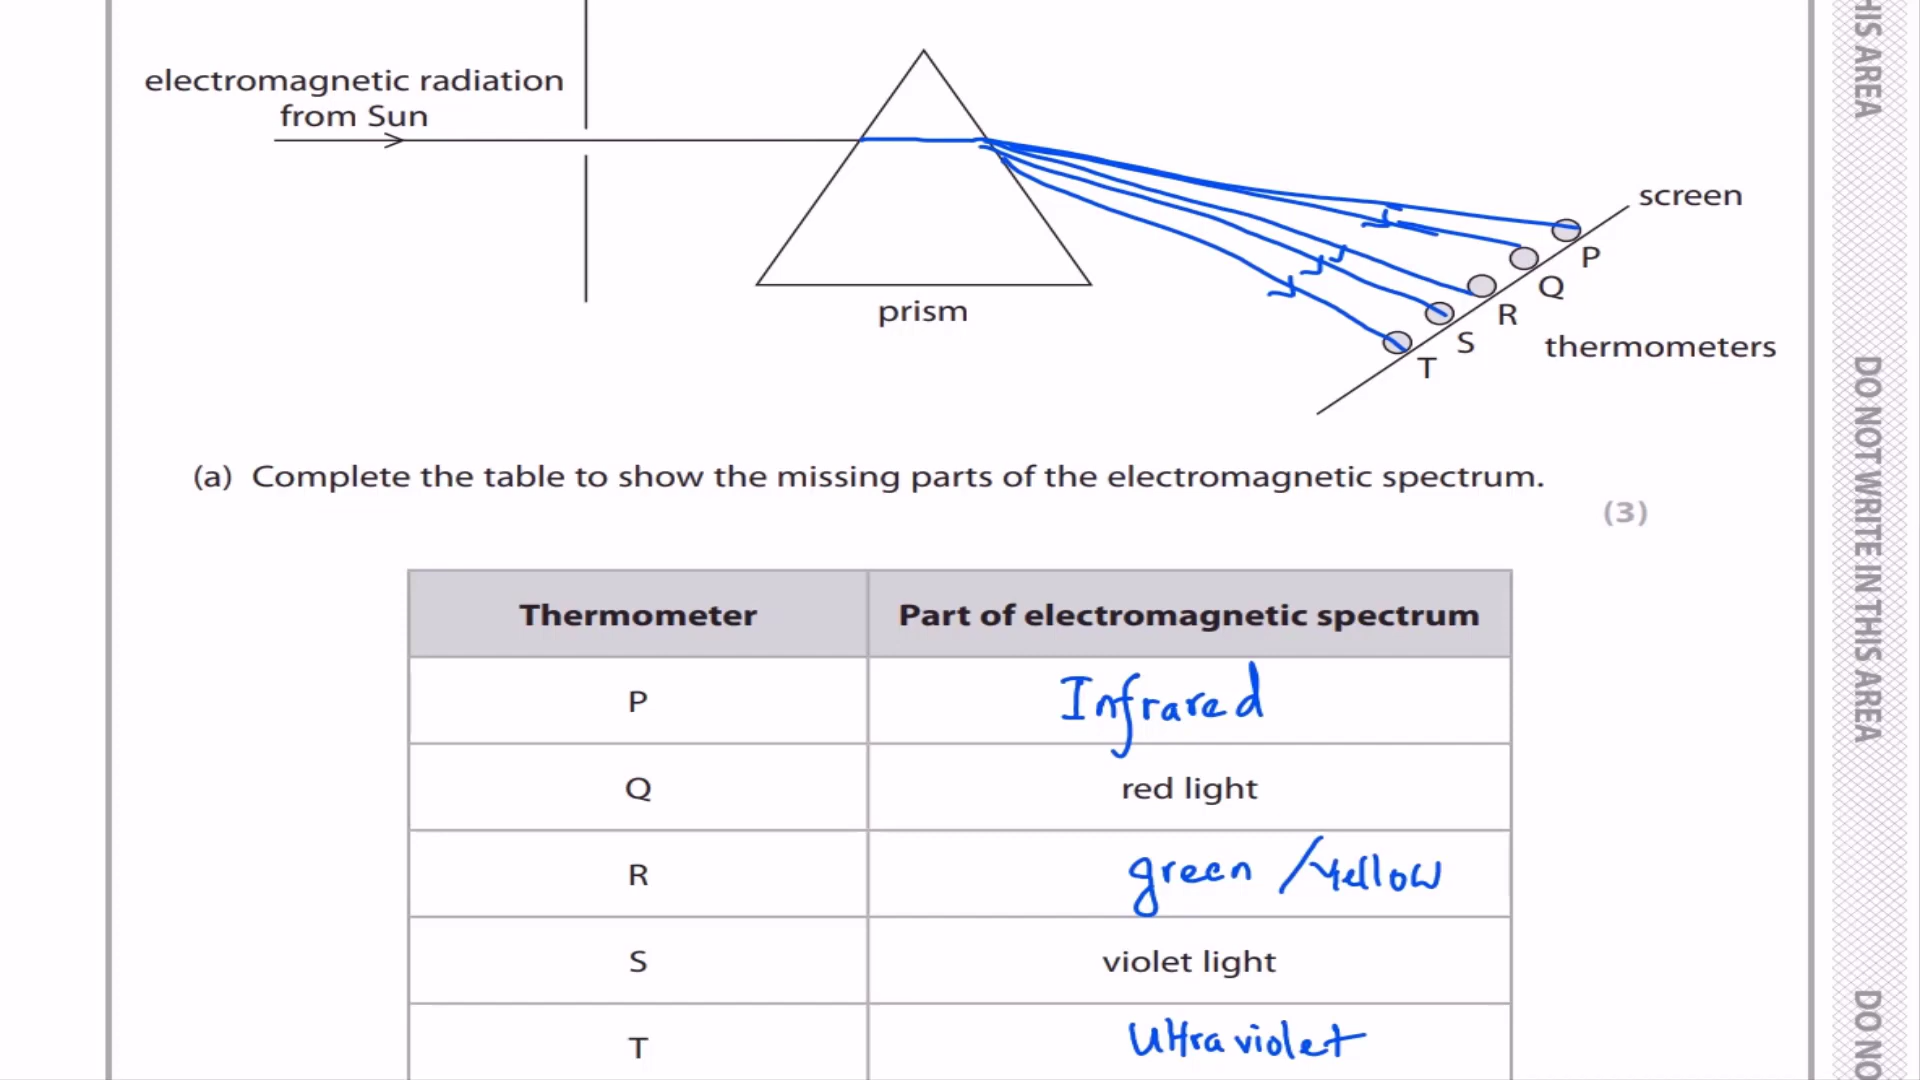 HIS AREA
electromagnetic radiation
from Sun
screen
P
Q
R
S
T
prism
thermometers
DO NOT WRITE IN THIS AREA
(a) Complete the table to show the missing parts of the electromagnetic spectrum.
(3)
Thermometer Part of electromagnetic spectrum
P Infrared
Q red light
R green / Yellow
S violet light
T Ultraviolet
DO NO